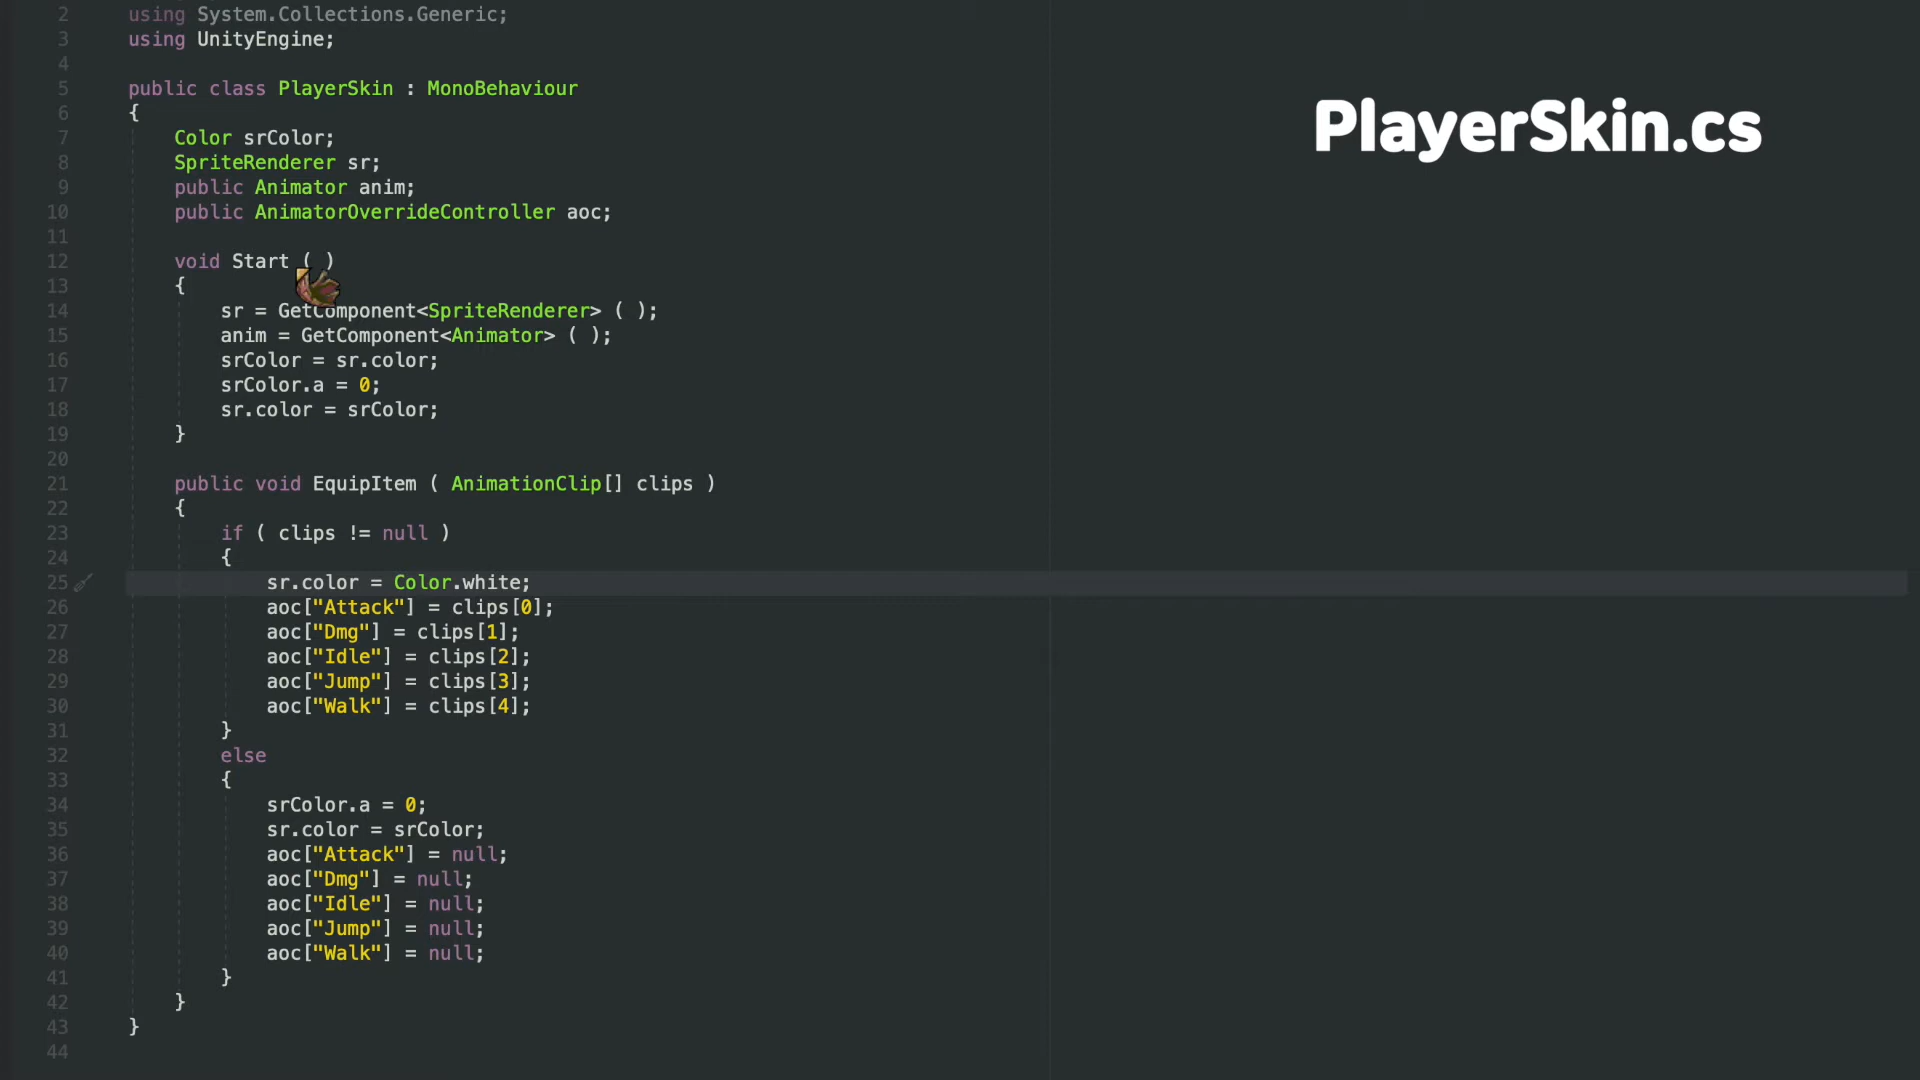 2 using System.Collections.Generic;
3 using UnityEngine;
4
5 public class PlayerSkin : MonoBehaviour
PlayerSkin.cs
6 {
7 Color srColor;
8 SpriteRenderer sr;
9 public Animator anim;
10 public AnimatorOverrideController aoc;
11
12 void Start ( )
13 {
14 sr = GetComponent<SpriteRenderer> ( );
15 anim = GetComponent<Animator> ( );
16 srColor = sr.color;
17 srColor.a = 0;
18 sr.color = srColor;
19 }
20
21 public void EquipItem ( AnimationClip[] clips )
22 {
23 if ( clips != null )
24 {
25 sr.color = Color.white;
26 aoc["Attack"] = clips[0];
27 aoc["Dmg"] = clips[1];
28 aoc["Idle"] = clips[2];
29 aoc["Jump"] = clips[3];
30 aoc["Walk"] = clips[4];
31 }
32 else
33 {
34 srColor.a = 0;
35 sr.color = srColor;
36 aoc["Attack"] = null;
37 aoc["Dmg"] = null;
38 aoc["Idle"] = null;
39 aoc["Jump"] = null;
40 aoc["Walk"] = null;
41 }
42 }
43 }
44